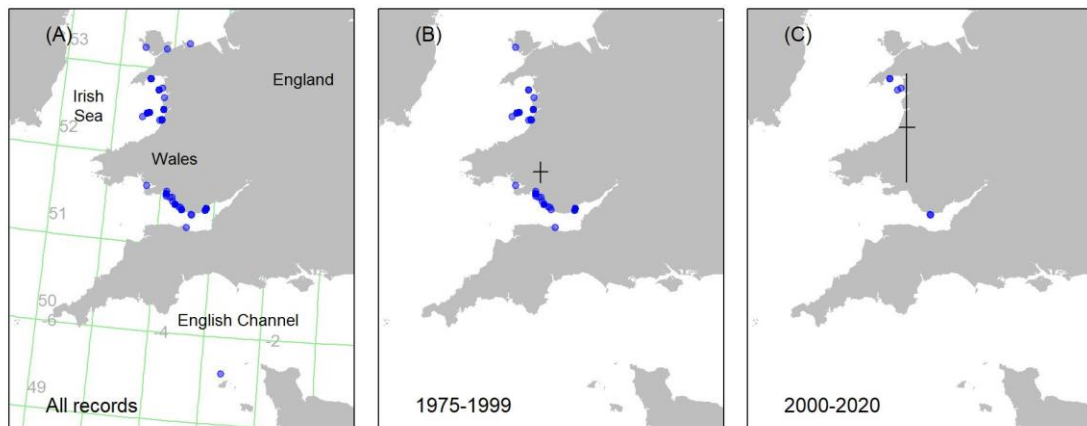 (A)
53
England
Irish
Sea
52
Wales
51
50
-6
English Channel
-4
-2
49
All records
(B)
1975-1999
(C)
2000-2020